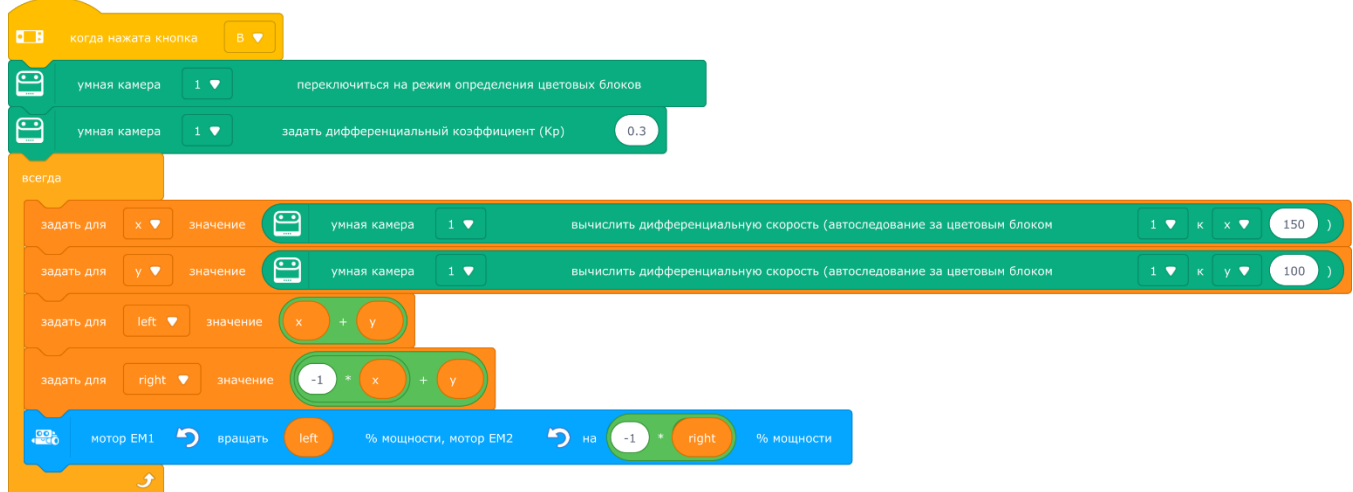 когда нажата кнопка B
умная камера 1 переключиться на режим определения цветовых блоков
умная камера 1 задать дифференциальный коэффициент (Kp) 0.3
всегда
задать для x значение умная камера 1 вычислить дифференциальную скорость (автоследование за цветовым блоком 1 к x 150 )
задать для y значение умная камера 1 вычислить дифференциальную скорость (автоследование за цветовым блоком 1 к y 100 )
задать для left значение x + y
задать для right значение -1 * x + y
мотор EM1 вращать left % мощности, мотор EM2 на -1 * right % мощности